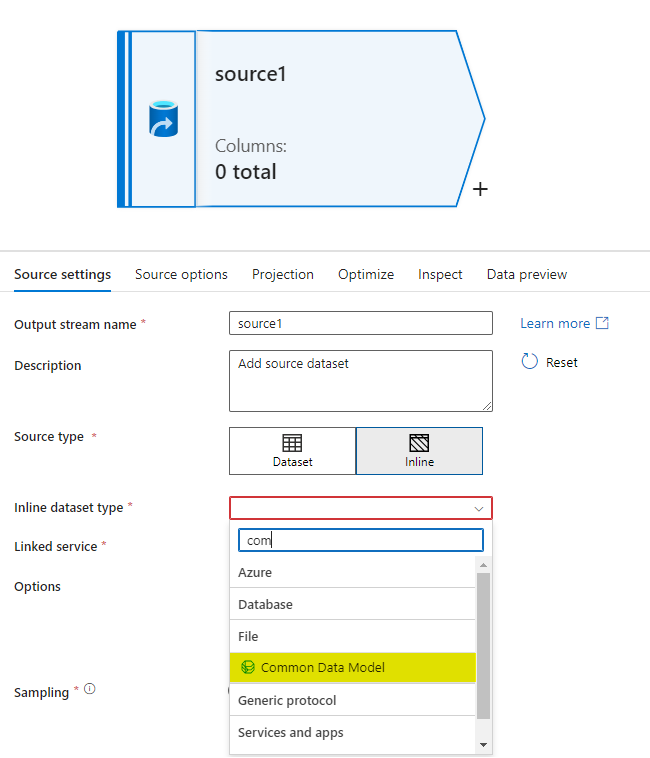 source1
Columns:
0 total
+
Source settings Source options Projection Optimize Inspect Data preview
Output stream name * source1 Learn more
Description Add source dataset Reset
Source type *
Dataset Inline
Inline dataset type *
com
Linked service *
Azure
Options
Database
File
Common Data Model
Sampling *
Generic protocol
Services and apps